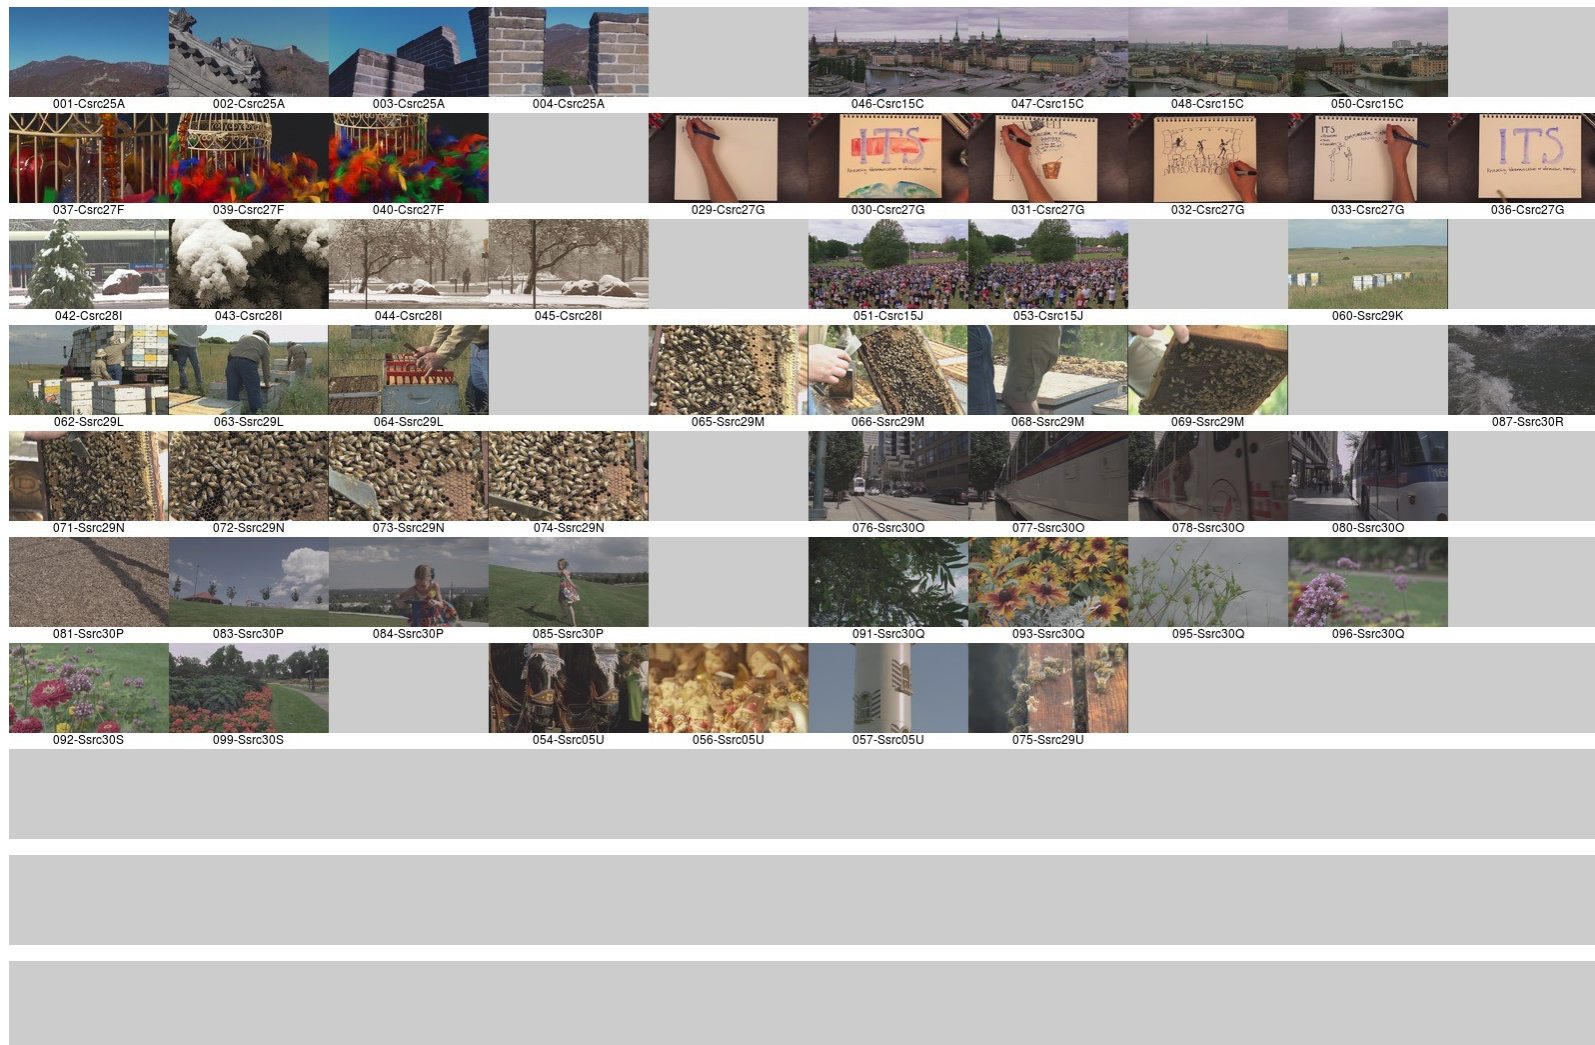 001-Csrc25A 002-Csrc25A 003-Csrc25A 004-Csrc25A 046-Csrc15C 047-Csrc15C 048-Csrc15C 050-Csrc15C
ITS ITS ITS
037-Csrc27F 039-Csrc27F 040-Csrc27F 029-Csrc27G 030-Csrc27G 031-Csrc27G 032-Csrc27G 033-Csrc27G 036-Csrc27G
042-Csrc28I 043-Csrc28I 044-Csrc28I 045-Csrc28I 051-Csrc15J 053-Csrc15J 060-Ssrc29K
062-Ssrc29L 063-Ssrc29L 064-Ssrc29L 065-Ssrc29M 066-Ssrc29M 068-Ssrc29M 069-Ssrc29M 087-Ssrc30R
071-Ssrc29N 072-Ssrc29N 073-Ssrc29N 074-Ssrc29N 076-Ssrc30O 077-Ssrc30O 078-Ssrc30O 080-Ssrc30O
081-Ssrc30P 083-Ssrc30P 084-Ssrc30P 085-Ssrc30P 091-Ssrc30Q 093-Ssrc30Q 095-Ssrc30Q 096-Ssrc30Q
092-Ssrc30S 099-Ssrc30S 054-Ssrc05U 056-Ssrc05U 057-Ssrc05U 075-Ssrc29U